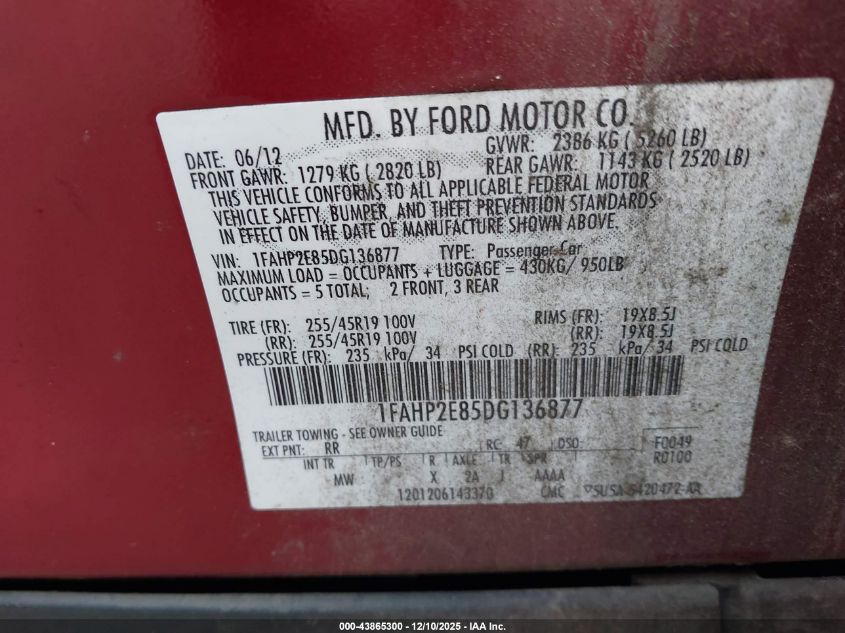 MFD. BY FORD MOTOR CO.
DATE: 06/12 GVWR: 2386 KG ( 5260 LB)
FRONT GAWR: 1279 KG ( 2820 LB) REAR GAWR: 1143 KG ( 2520 LB)
THIS VEHICLE CONFORMS TO ALL APPLICABLE FEDERAL MOTOR
VEHICLE SAFETY, BUMPER, AND THEFT PREVENTION STANDARDS
IN EFFECT ON THE DATE OF MANUFACTURE SHOWN ABOVE.
VIN: 1FAHP2E85DG136877 TYPE: Passenger Car
MAXIMUM LOAD = OCCUPANTS + LUGGAGE = 430KG/ 950LB
OCCUPANTS = 5 TOTAL; 2 FRONT, 3 REAR
TIRE (FR): 255/45R19 100V RIMS (FR): 19X8.5J
(RR): 255/45R19 100V (RR): 19X8.5J
PRESSURE (FR): 235 kPa/ 34 PSI COLD (RR): 235 kPa/ 34 PSI COLD
1FAHP2E85DG136877
TRAILER TOWING - SEE OWNER GUIDE
EXT PNT: RR RC: 47 DSO: F0049
INT TR TP/PS R AXLE TR SPR R0100
MW X 2A J AAAA
1201206143370 CMC
000-43865300 - 12/10/2025 - IAA Inc.